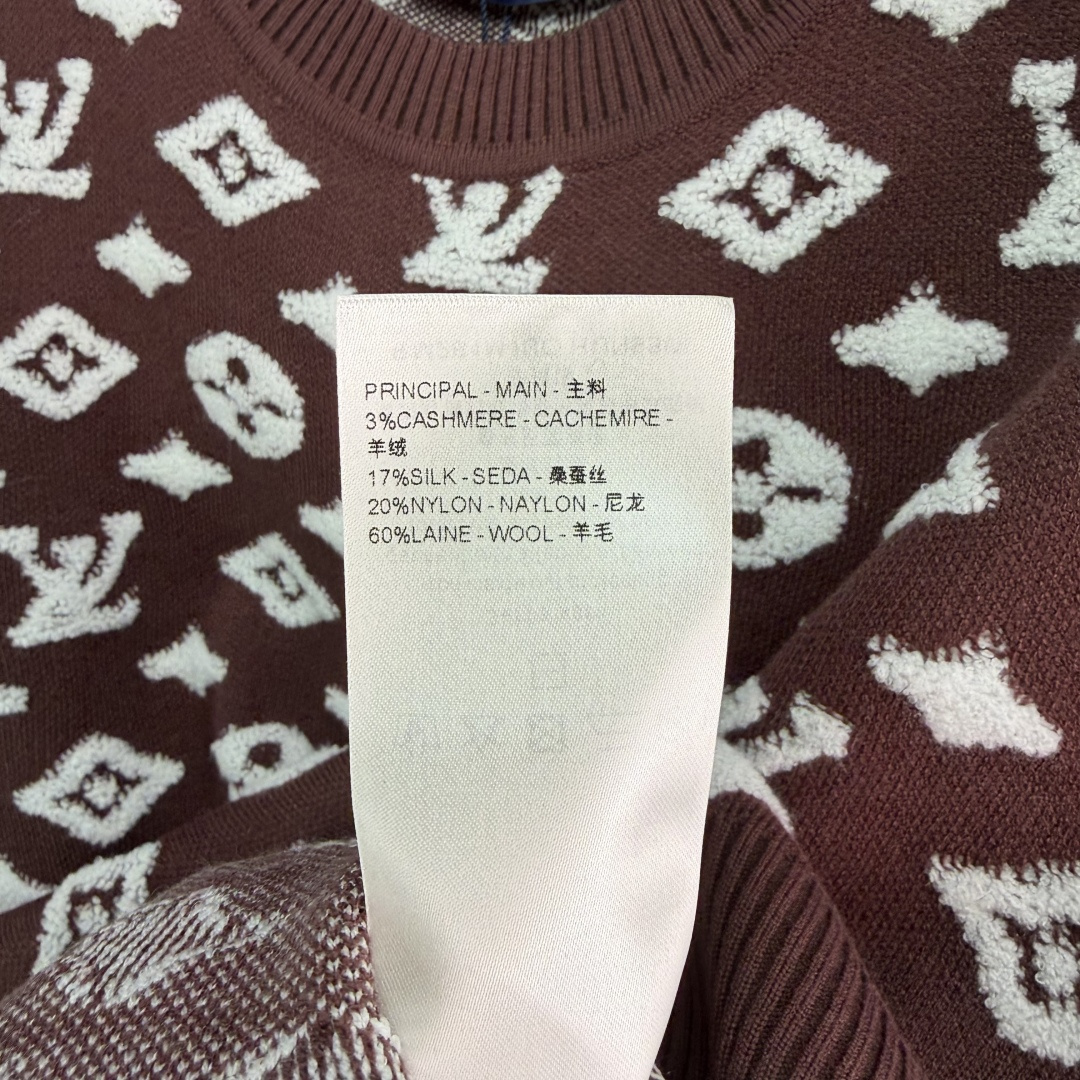 PRINCIPAL - MAIN - 主料
3%CASHMERE - CACHEMIRE -
羊绒
17%SILK - SEDA - 桑蚕丝
20%NYLON - NAYLON - 尼龙
60%LAINE - WOOL - 羊毛